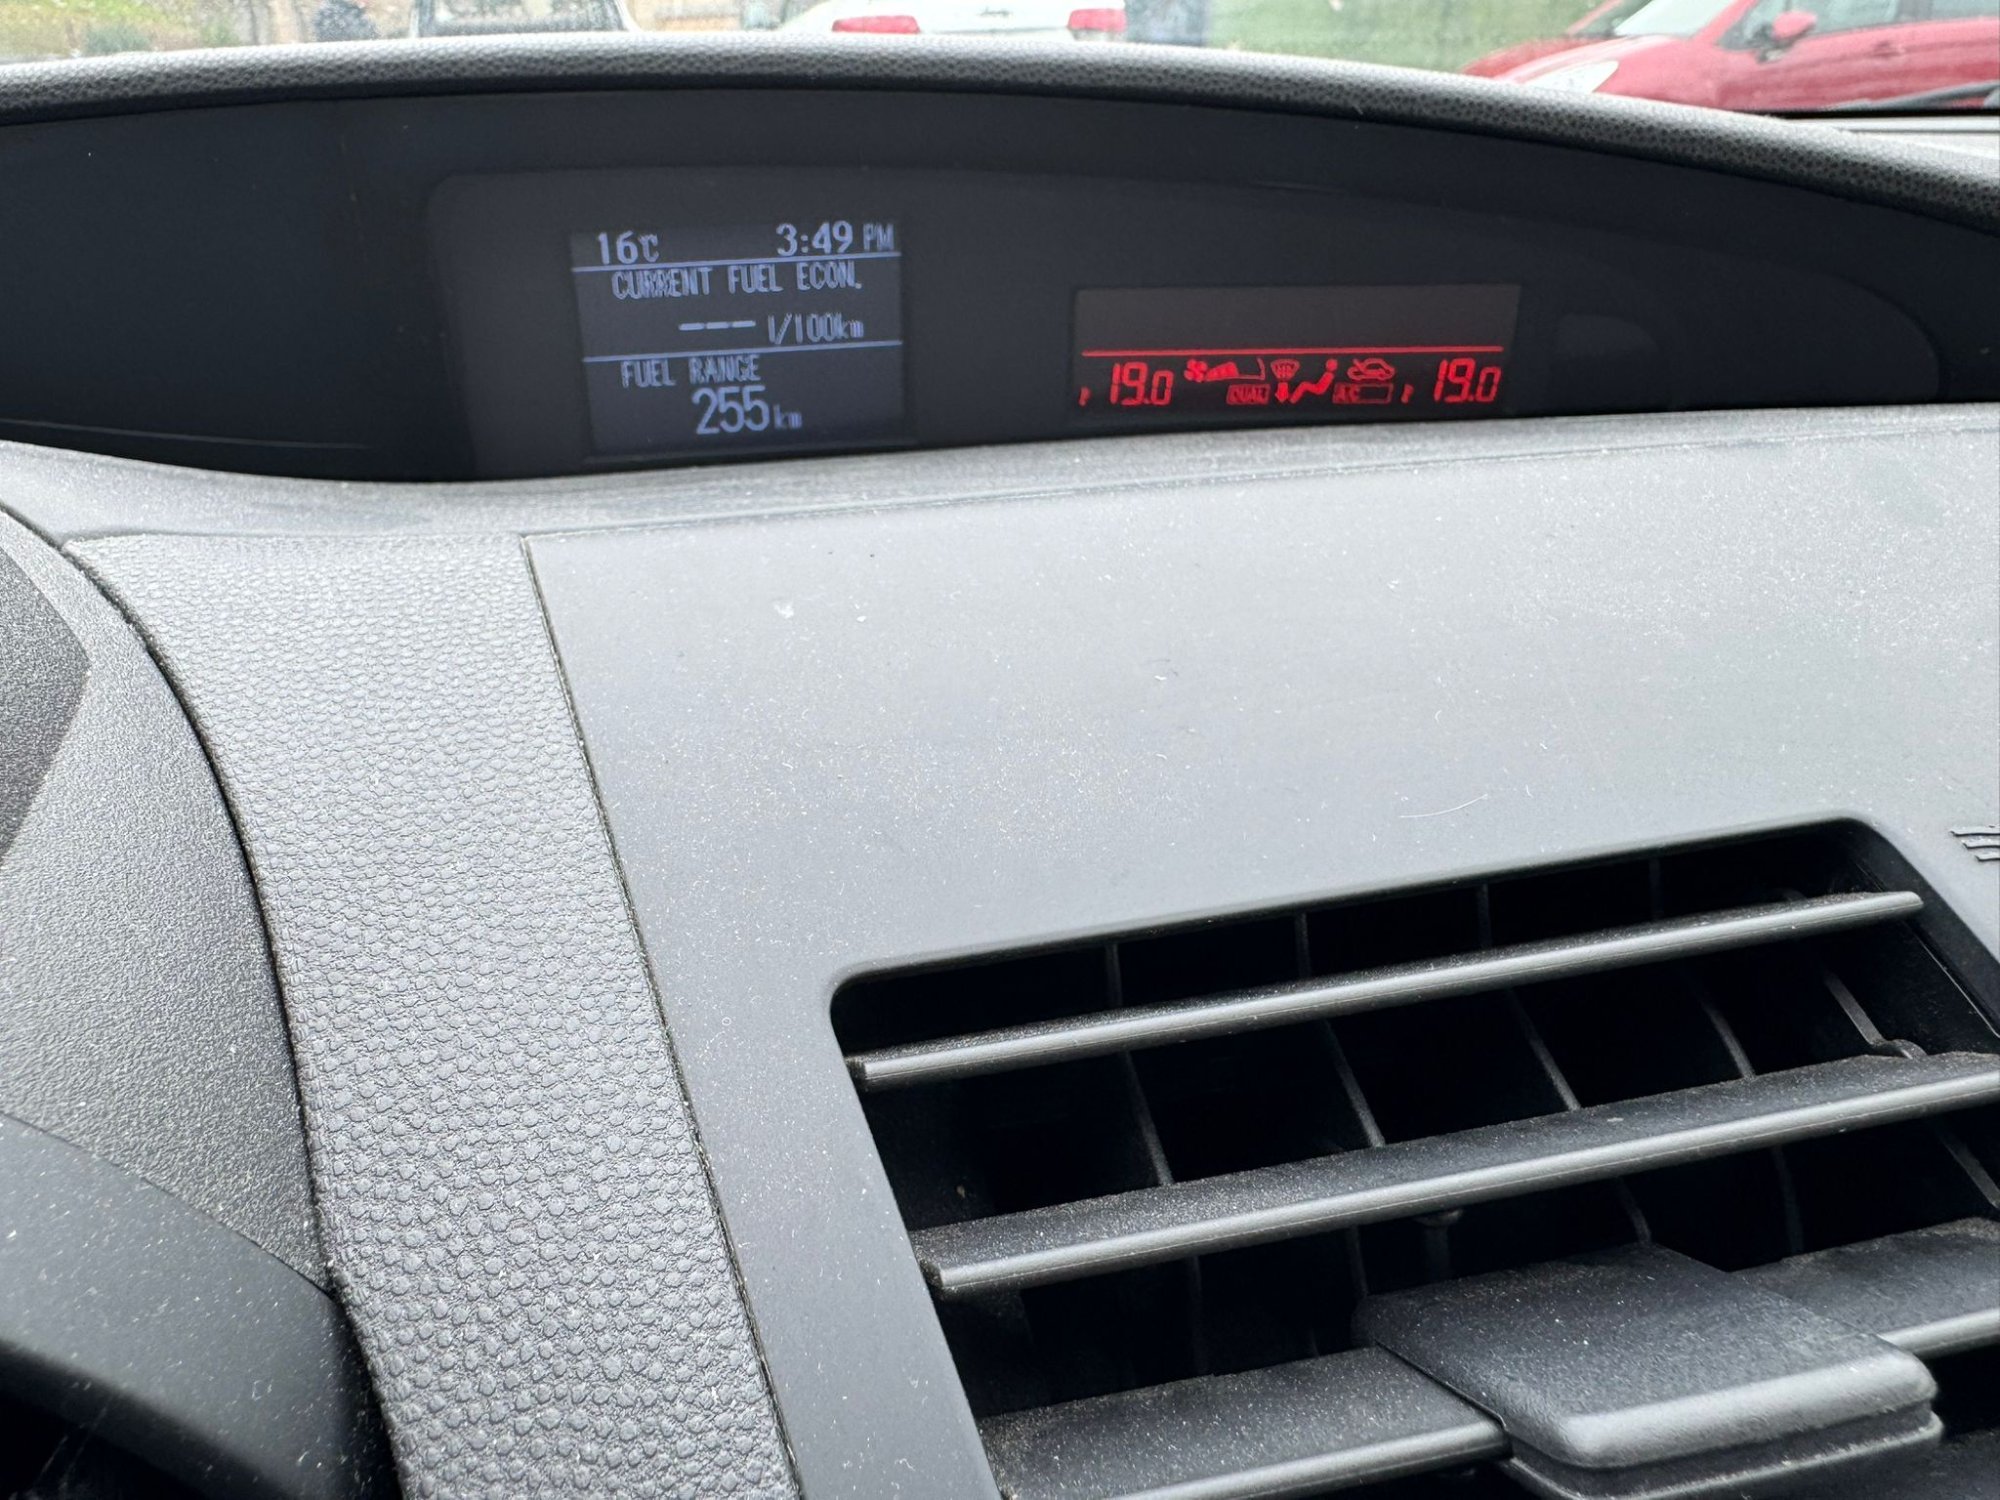 16℃ 3:49 PM
CURRENT FUEL ECON.
--- l/100km
FUEL RANGE
255 km
19.0 DUAL A/C 19.0